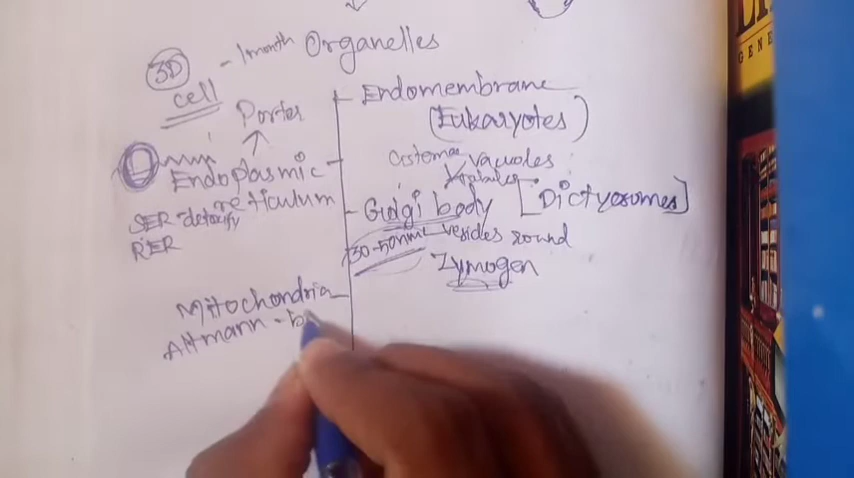 3D - 1month Organelles
cell
Endomembrane
(Eukaryotes)
Porter
Endoplasmic
reticulum
SER - detoxify
RER
vacuoles
Golgi body [Dictyosomes]
30-50nm vesicles round
Zymogen
Mitochondria
Altmann - b
GENE